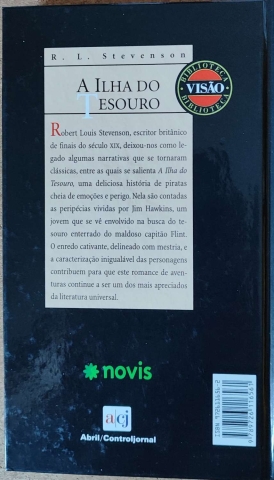 R. L. Stevenson
A ILHA DO
TESOURO
BIBLIOTECA
VISÃO
BIBLIOTECA
Robert Louis Stevenson, escritor britânico
de finais do século XIX, deixou-nos como le-
gado algumas narrativas que se tornaram
clássicas, entre as quais se salienta A Ilha do
Tesouro, uma deliciosa história de piratas
cheia de emoções e perigo. Nela são contadas
as peripécias vividas por Jim Hawkins, um
jovem que se vê envolvido na busca do te-
souro enterrado do maldoso capitão Flint.
O enredo cativante, delineado com mestria, e
a caracterização inigualável das personagens
contribuem para que este romance de aven-
turas continue a ser um dos mais apreciados
da literatura universal.
novis
a|cj
Abril/Controljornal